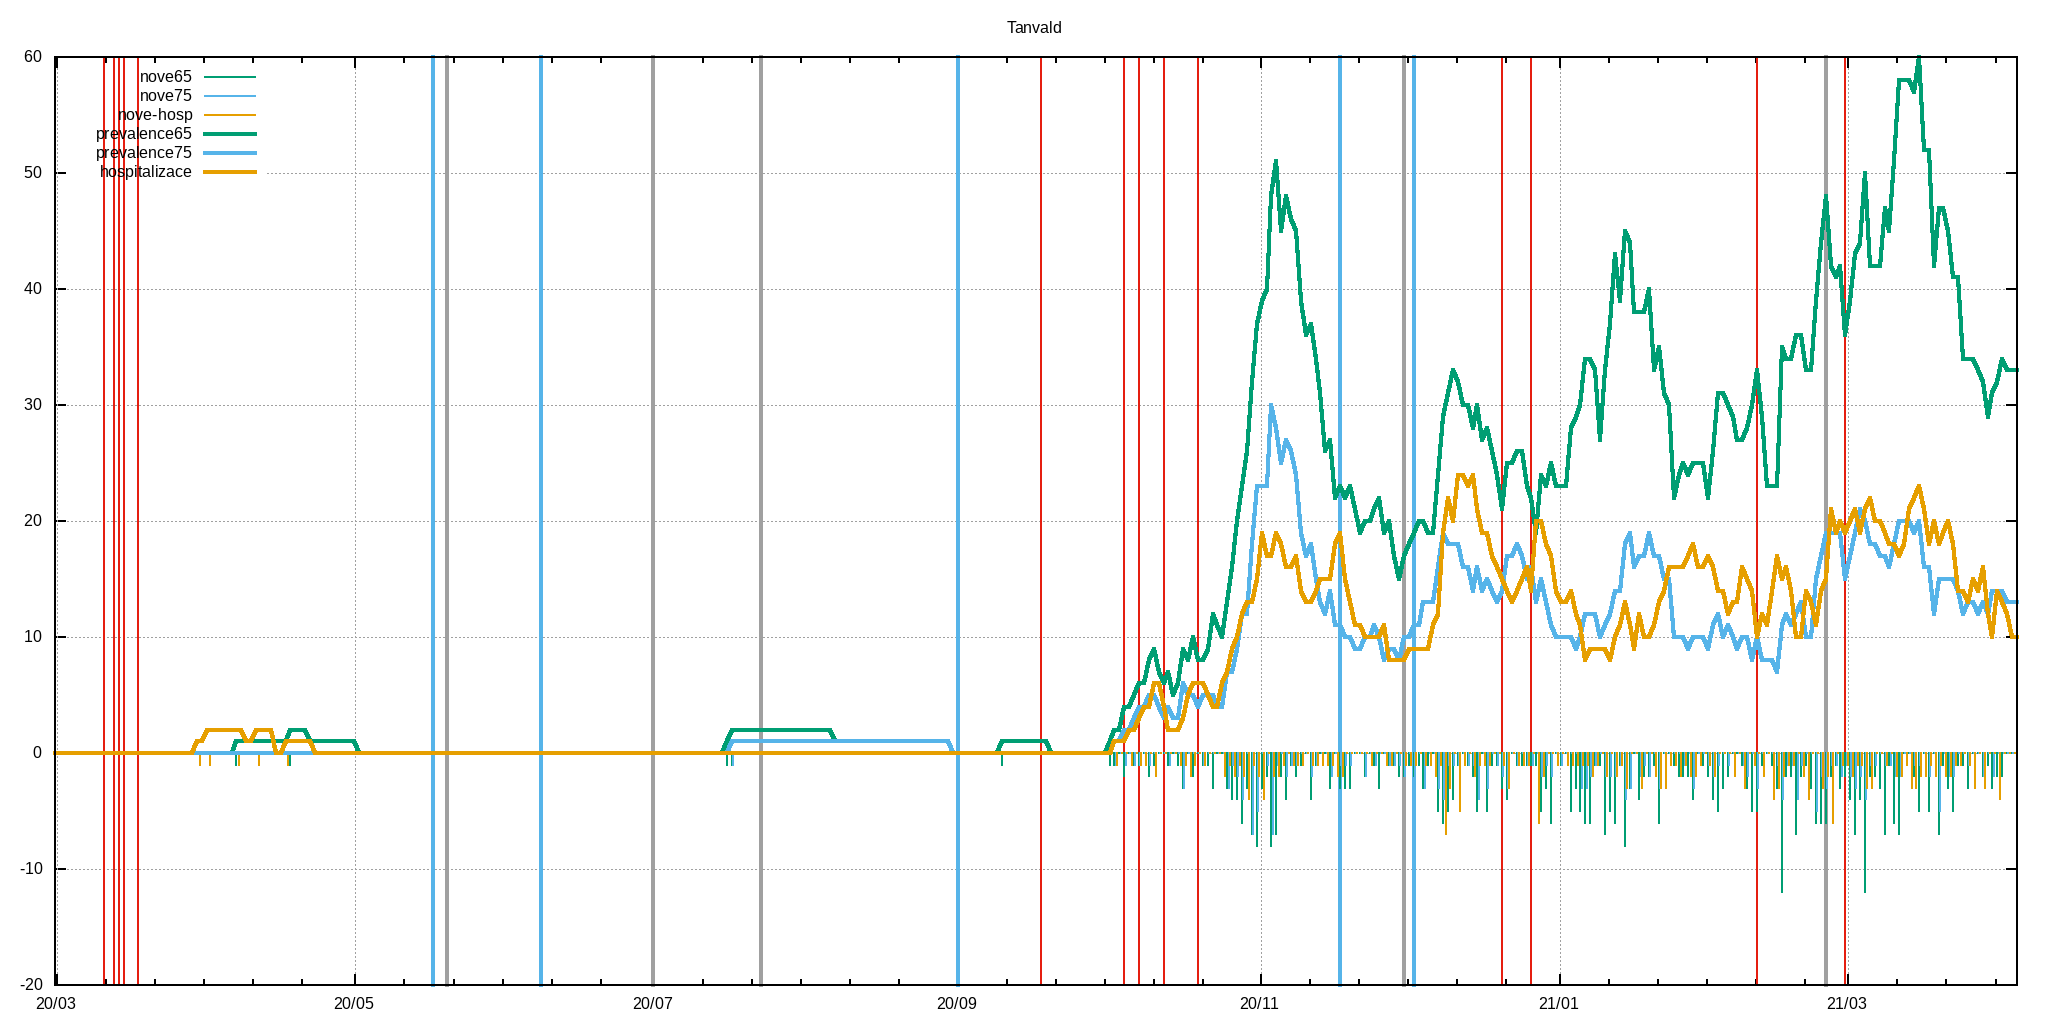 Tanvald
60
50
40
30
20
10
0
-10
-20
nove65
nove75
nove-hosp
prevalence65
prevalence75
hospitalizace
20/03 20/05 20/07 20/09 20/11 21/01 21/03